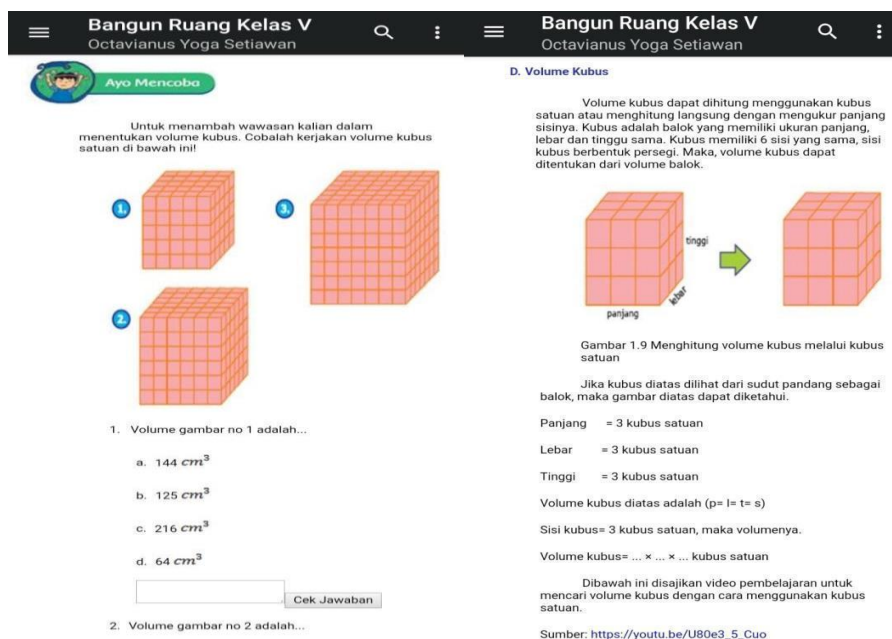 Bangun Ruang Kelas V
Octavianus Yoga Setiawan
Ayo Mencoba
Untuk menambah wawasan kalian dalam
menentukan volume kubus. Cobalah kerjakan volume kubus
satuan di bawah ini!
1.
3.
2.
1. Volume gambar no 1 adalah...
a. 144 cm³
b. 125 cm³
c. 216 cm³
d. 64 cm³
Cek Jawaban
2. Volume gambar no 2 adalah...
Bangun Ruang Kelas V
Octavianus Yoga Setiawan
D. Volume Kubus
Volume kubus dapat dihitung menggunakan kubus
satuan atau menghitung langsung dengan mengukur panjang
sisinya. Kubus adalah balok yang memiliki ukuran panjang,
lebar dan tinggu sama. Kubus memiliki 6 sisi yang sama, sisi
kubus berbentuk persegi. Maka, volume kubus dapat
ditentukan dari volume balok.
tinggi
lebar
panjang
Gambar 1.9 Menghitung volume kubus melalui kubus
satuan
Jika kubus diatas dilihat dari sudut pandang sebagai
balok, maka gambar diatas dapat diketahui.
Panjang = 3 kubus satuan
Lebar = 3 kubus satuan
Tinggi = 3 kubus satuan
Volume kubus diatas adalah (p= l= t= s)
Sisi kubus= 3 kubus satuan, maka volumenya.
Volume kubus= ... × ... × ... kubus satuan
Dibawah ini disajikan video pembelajaran untuk
mencari volume kubus dengan cara menggunakan kubus
satuan.
Sumber: https://youtu.be/U80e3_5_Cuo